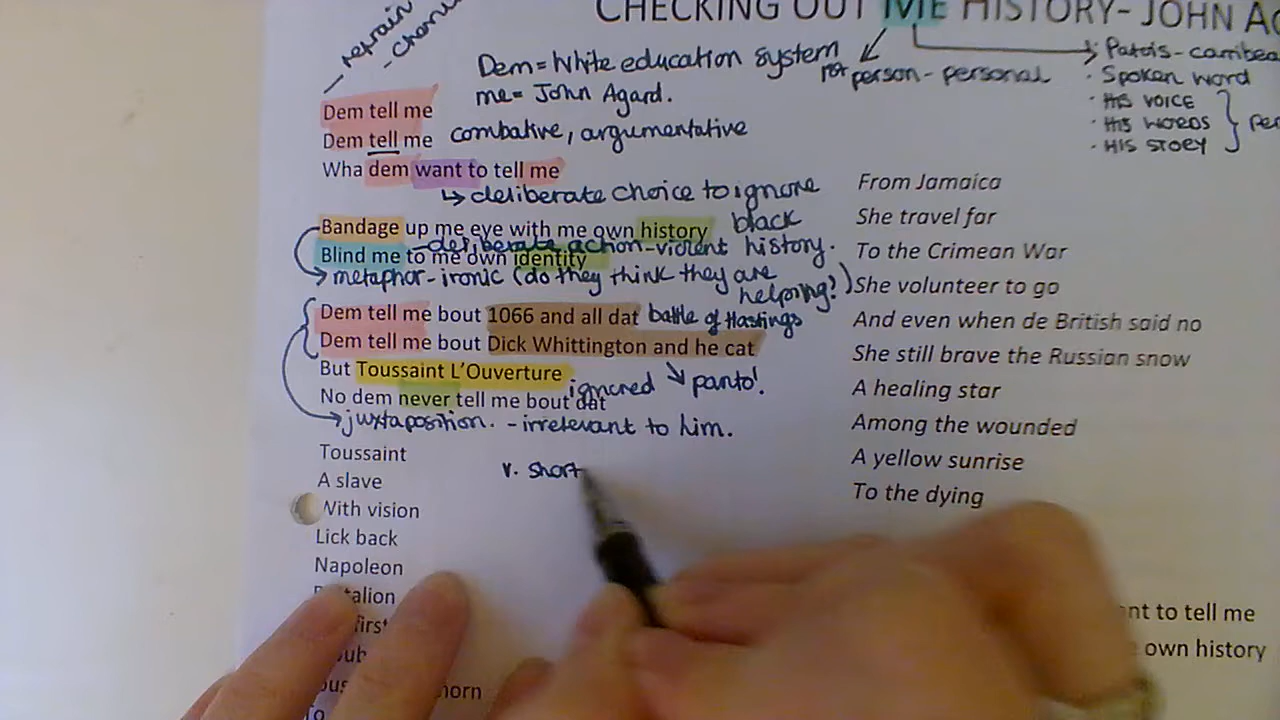 CHECKING OUT ME HISTORY- JOHN
- refrain
Dem = White education system
me = John Agard.
person - personal
Patois -
Spoken word
HIS VOICE
HIS WORDS
HIS STORY
Dem tell me
Dem tell me combative, argumentative
Wha dem want to tell me
↳ deliberate choice to ignore
black
history.
Bandage up me eye with me own history
- deliberate action - violent
Blind me to me own identity
metaphor - ironic (do they think they are
helping?)
Dem tell me bout 1066 and all dat battle of Hastings
Dem tell me bout Dick Whittington and he cat
panto!
But Toussaint L'Ouverture
ignored
No dem never tell me bout dat
juxtaposition. - irrelevant to him.
Toussaint
v. short
A slave
With vision
Lick back
Napoleon
From Jamaica
She travel far
To the Crimean War
She volunteer to go
And even when de British said no
She still brave the Russian snow
A healing star
Among the wounded
A yellow sunrise
To the dying
to tell me
own history